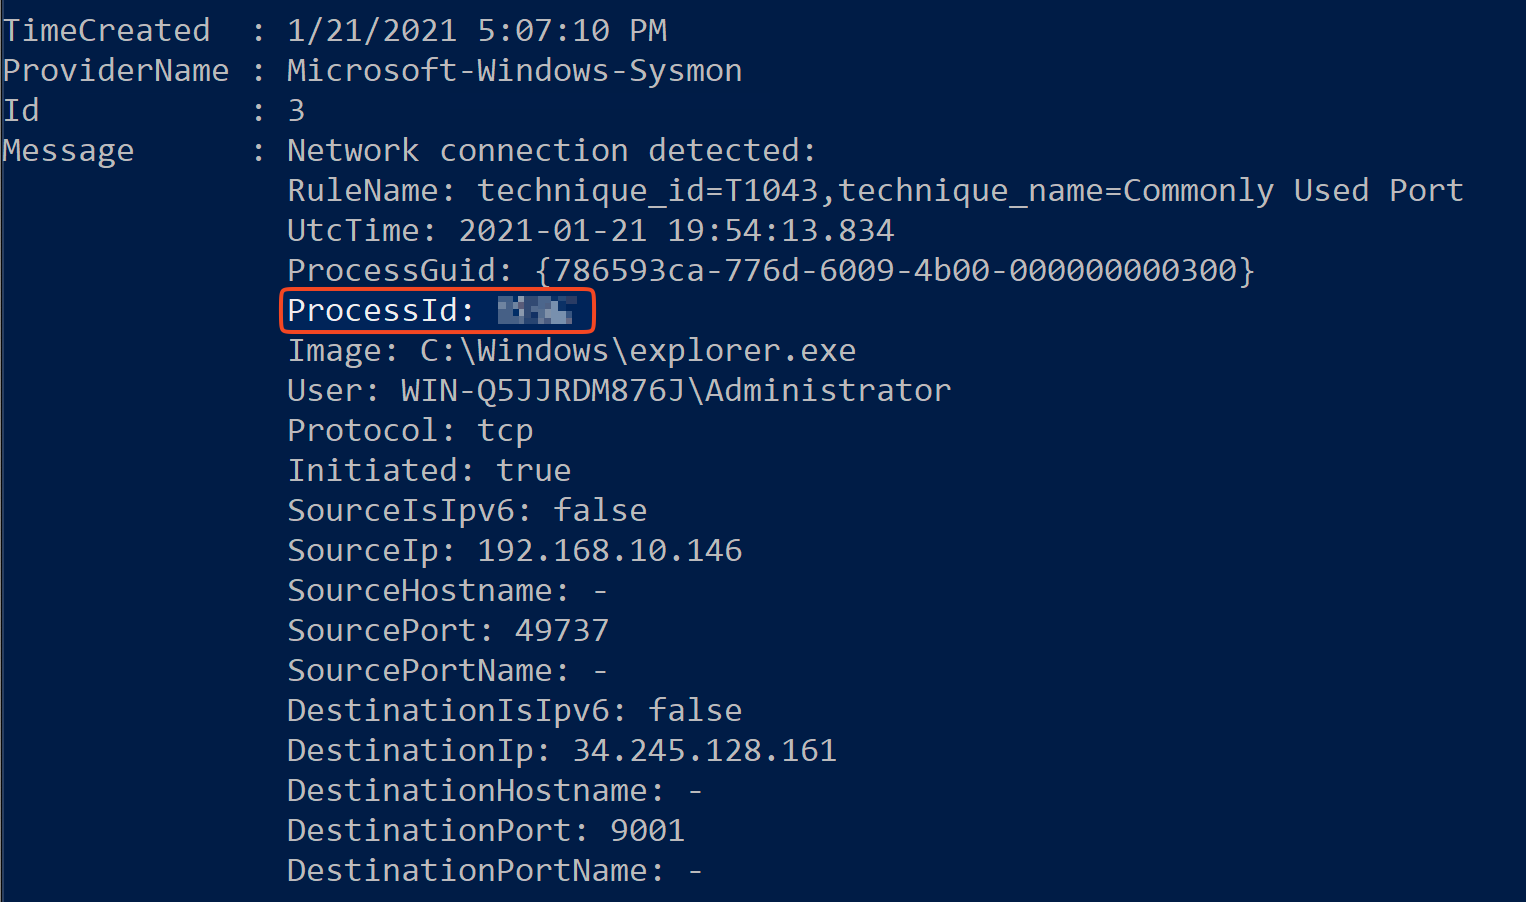 TimeCreated  : 1/21/2021 5:07:10 PM
ProviderName : Microsoft-Windows-Sysmon
Id           : 3
Message      : Network connection detected:
               RuleName: technique_id=T1043,technique_name=Commonly Used Port
               UtcTime: 2021-01-21 19:54:13.834
               ProcessGuid: {786593ca-776d-6009-4b00-000000000300}
               ProcessId:
               Image: C:\Windows\explorer.exe
               User: WIN-Q5JJRDM876J\Administrator
               Protocol: tcp
               Initiated: true
               SourceIsIpv6: false
               SourceIp: 192.168.10.146
               SourceHostname: -
               SourcePort: 49737
               SourcePortName: -
               DestinationIsIpv6: false
               DestinationIp: 34.245.128.161
               DestinationHostname: -
               DestinationPort: 9001
               DestinationPortName: -